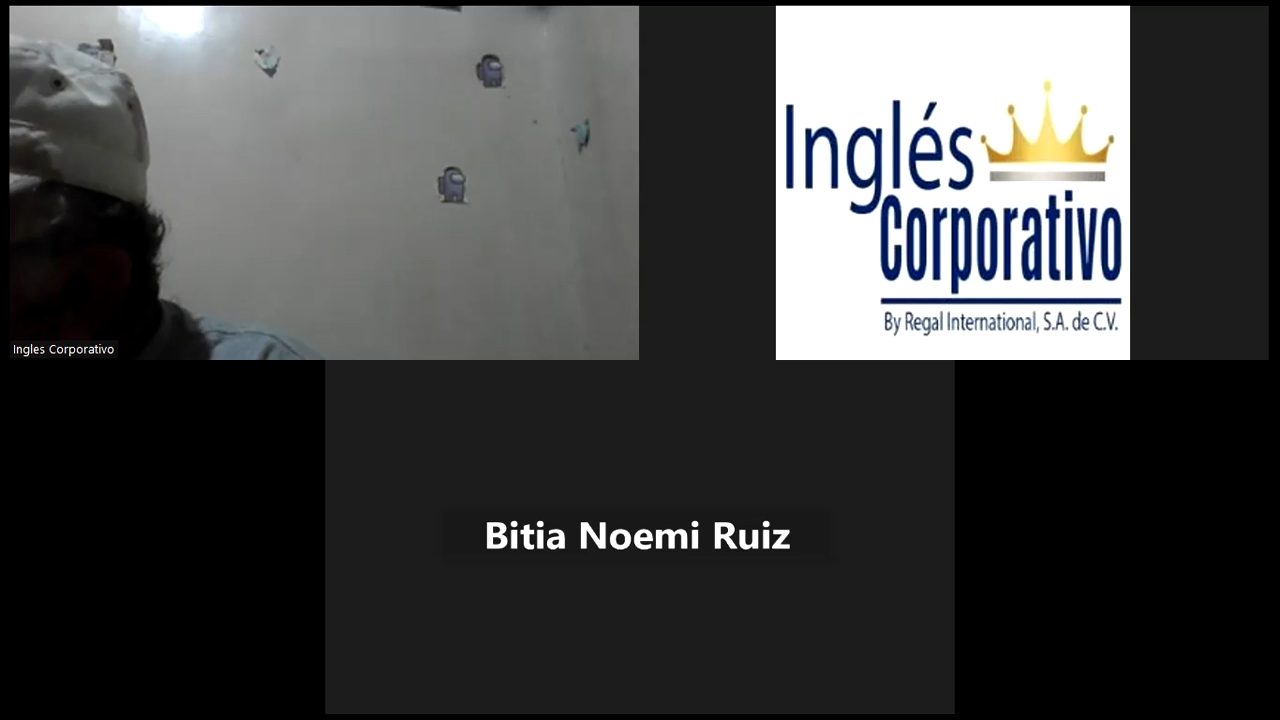 Inglés
Corporativo
By Regal International, S.A. de C.V.
Ingles Corporativo
Bitia Noemi Ruiz